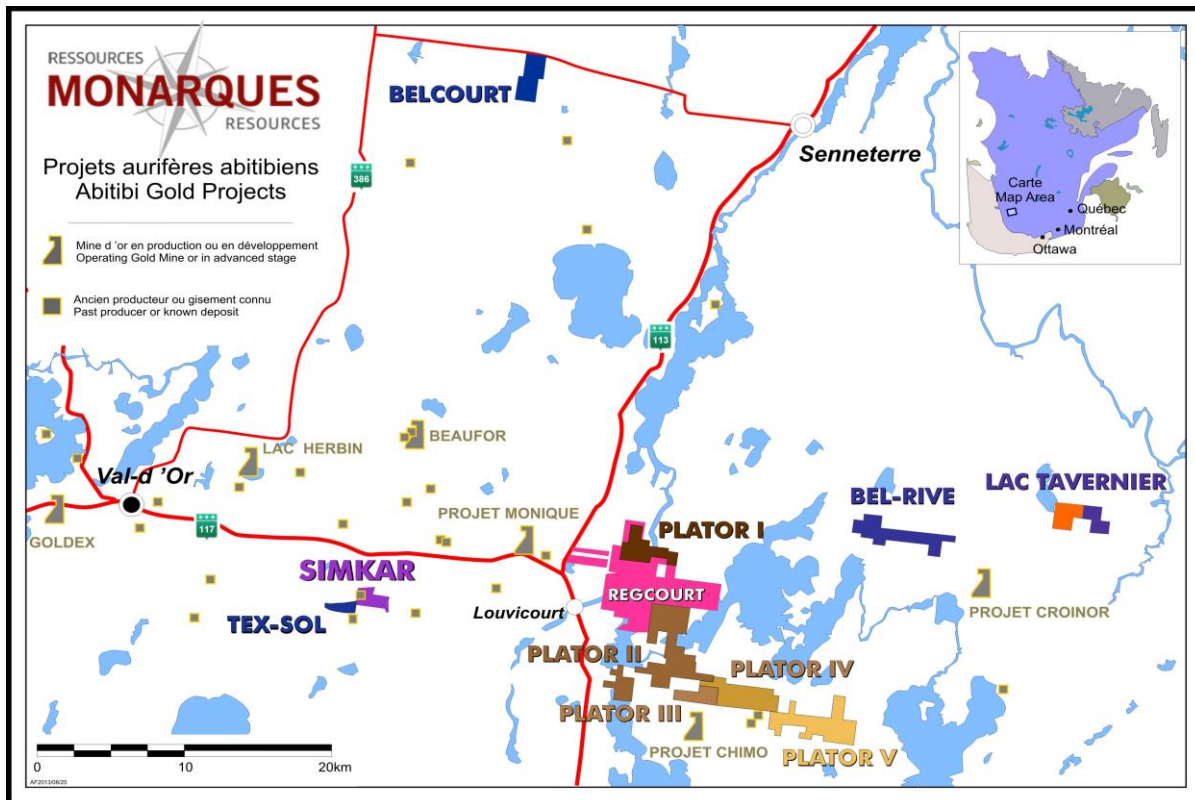 RESSOURCES
MONARQUES
RESOURCES
Projets aurifères abitibiens
Abitibi Gold Projects
Mine d 'or en production ou en développement
Operating Gold Mine or in advanced stage
Ancien producteur ou gisement connu
Past producer or known deposit
BELCOURT
386
Senneterre
113
Carte
Map Area
Québec
Montréal
Ottawa
LAC HERBIN
BEAUFOR
Val-d 'Or
GOLDEX
117
PROJET MONIQUE
BEL-RIVE
LAC TAVERNIER
PLATOR I
SIMKAR
REGCOURT
PROJET CROINOR
TEX-SOL
Louvicourt
PLATOR II
PLATOR IV
PLATOR III
PROJET CHIMO
PLATOR V
0
10
20km
AF2013/08/25